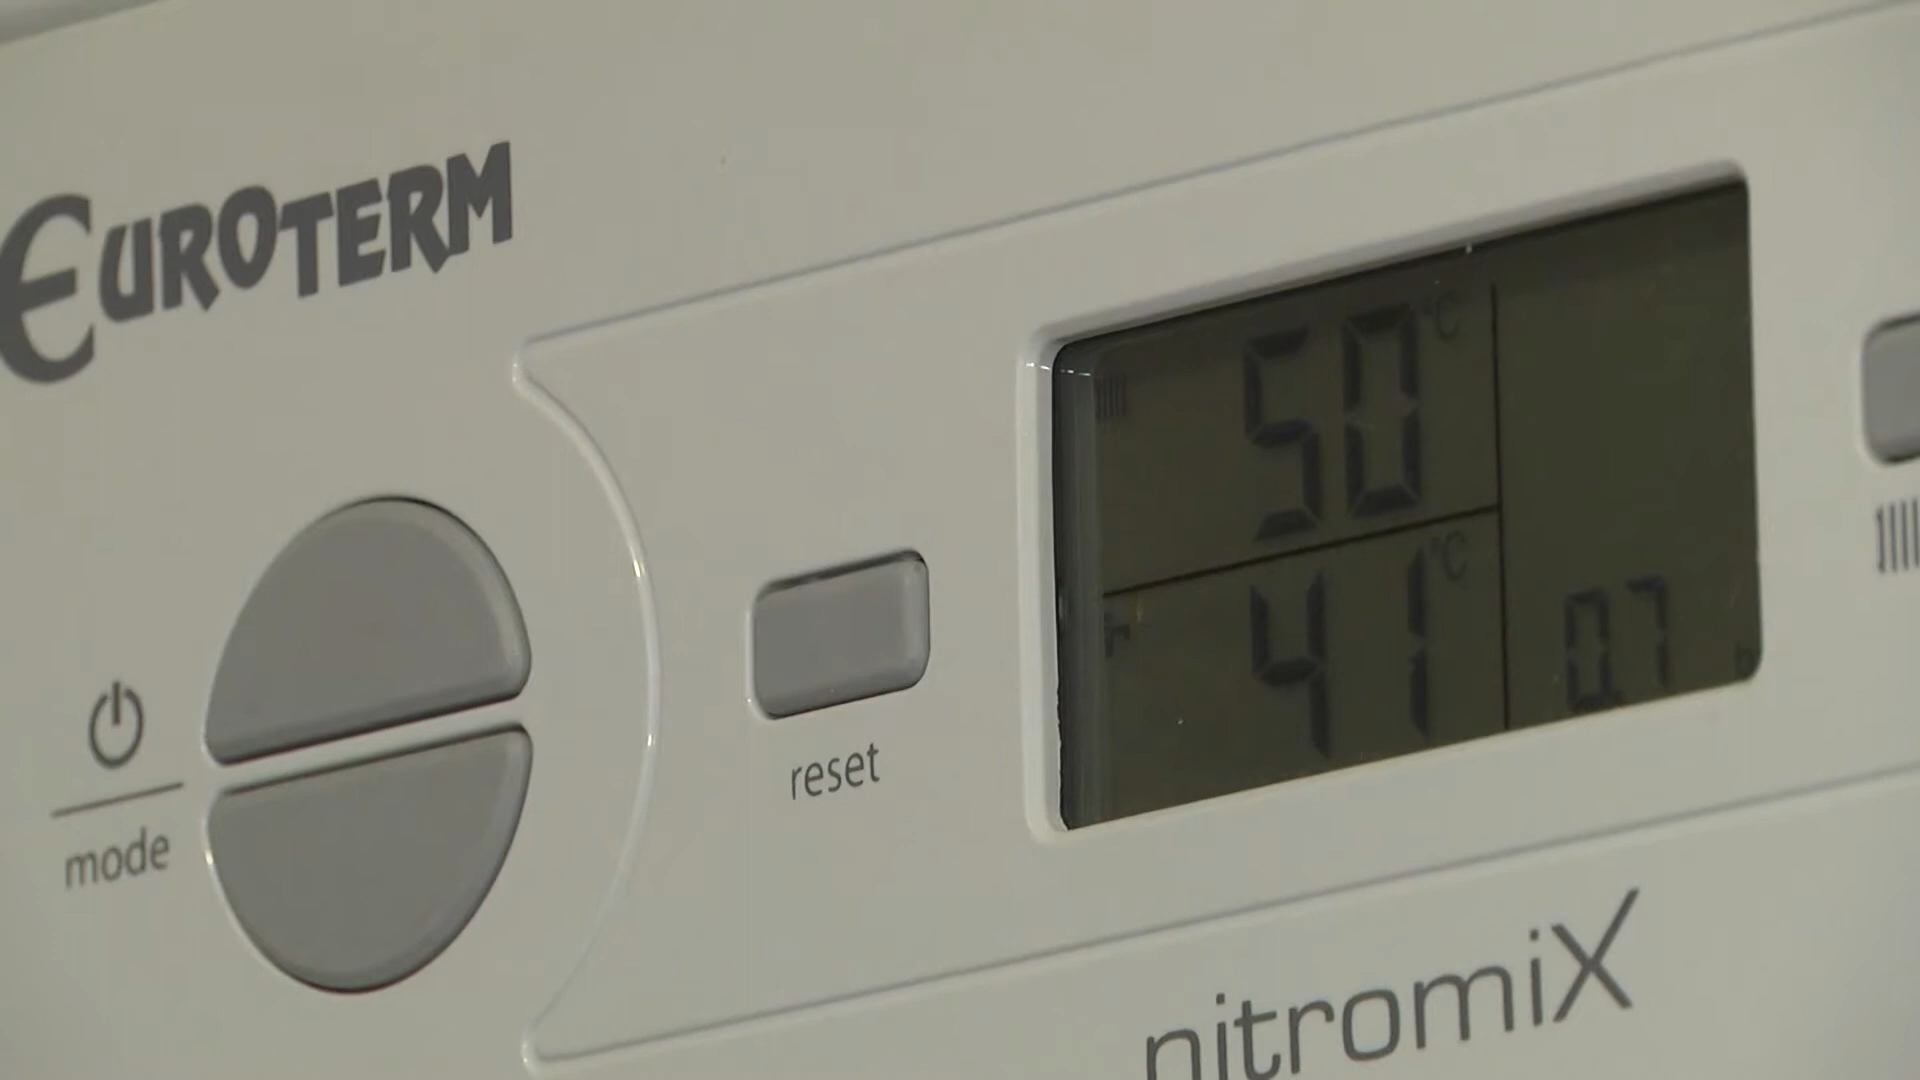 EUROTERM
50 °C
41 °C
0.7
reset
mode
nitromiX